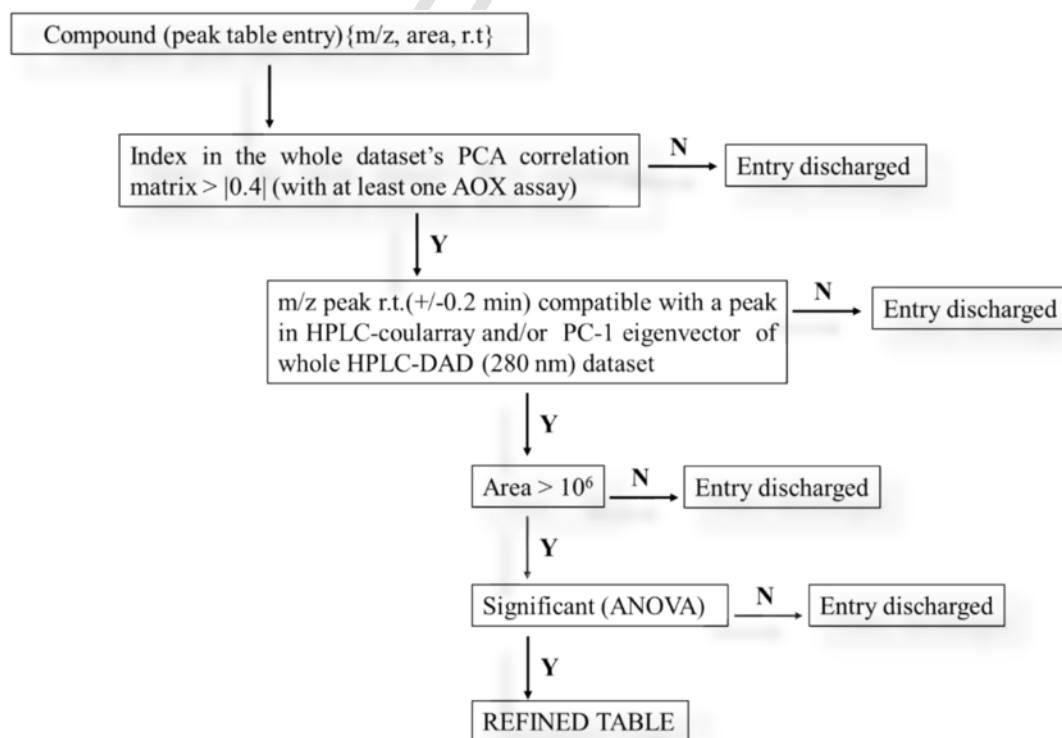 Compound (peak table entry){m/z, area, r.t}
Index in the whole dataset's PCA correlation
matrix > |0.4| (with at least one AOX assay)
N
Entry discharged
Y
m/z peak r.t.(+/-0.2 min) compatible with a peak
in HPLC-coularray and/or PC-1 eigenvector of
whole HPLC-DAD (280 nm) dataset
N
Entry discharged
Y
Area > 10⁶
N
Entry discharged
Y
Significant (ANOVA)
N
Entry discharged
Y
REFINED TABLE